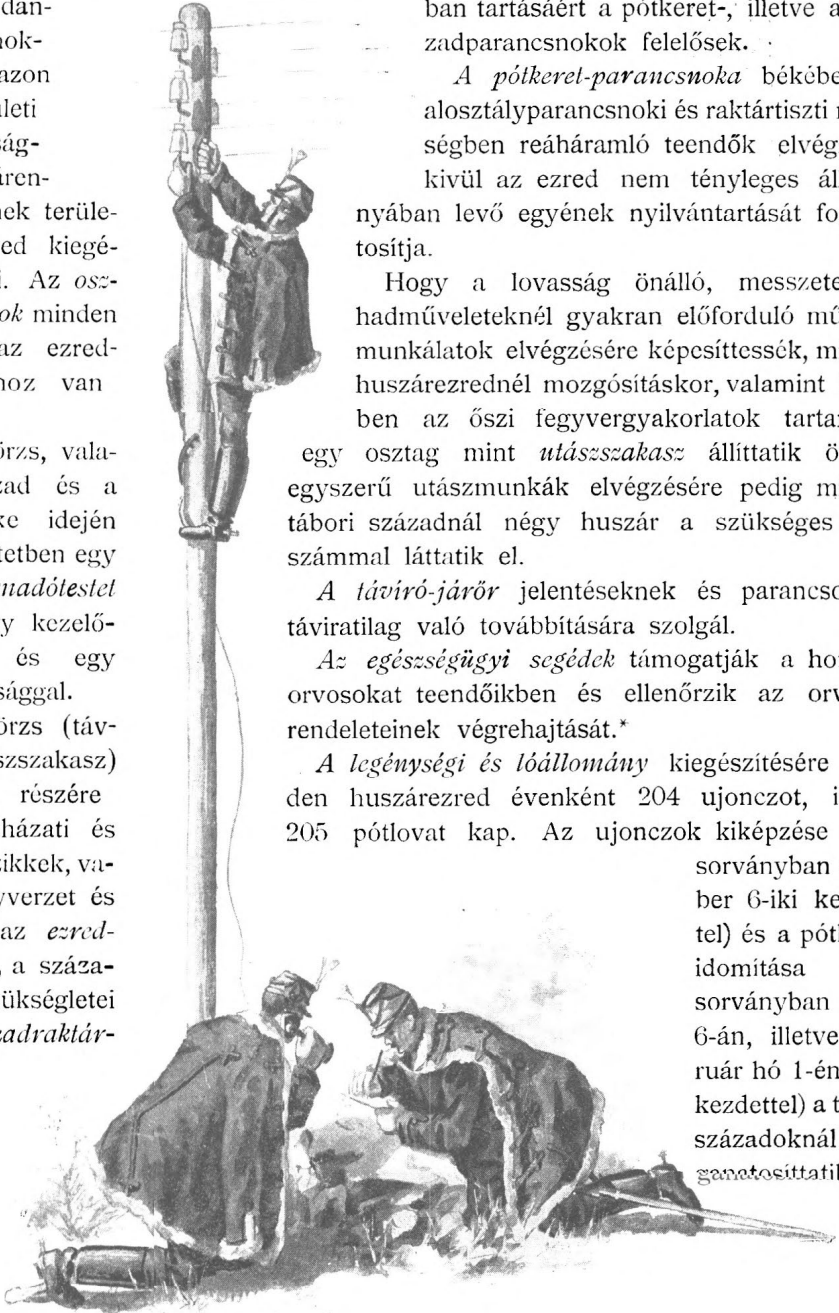 dán-
nok-
azon
leti
ság-
áren-
nek terüle-
ed kiegé-
i. Az osz-
ok minden
az ezred-
hoz van
örzs, vala-
zad és a
ke idején
tetben egy
nadótestet
y kezelő-
és egy
sággal.
örzs (táv-
szszakasz)
részére
házati és
zikkek, va-
yverzet és
az ezred-
, a száza-
ükségletei
zadraktár-
ban tartásáért a pótkeret-, illetve a
zadparancsnokok felelősek.
A pótkeret-parancsnoka békébe
alosztályparancsnoki és raktártiszti
ségben reáháramló teendők elvég
kivül az ezred nem tényleges ál
nyában levő egyének nyilvántartását fo
tosítja.
Hogy a lovasság önálló, messzete
hadműveleteknél gyakran előforduló mű
munkálatok elvégzésére képesíttessék, m
huszárezrednél mozgósításkor, valamint
ben az őszi fegyvergyakorlatok tarta
egy osztag mint utászszakasz állíttatik ö
egyszerű utászmunkák elvégzésére pedig m
tábori századnál négy huszár a szükséges
számmal láttatik el.
A távíró-járőr jelentéseknek és parancso
táviratilag való továbbítására szolgál.
Az egészségügyi segédek támogatják a ho
orvosokat teendőikben és ellenőrzik az orv
rendeleteinek végrehajtását.*
A legénységi és lóállomány kiegészítésére
den huszárezred évenként 204 ujonczot, i
205 pótlovat kap. Az ujonczok kiképzése
sorványban
ber 6-iki ke
tel) és a pótl
idomítása
sorványban
6-án, illetve
ruár hó 1-én
kezdettel) a t
századoknál
ganatosíttatik